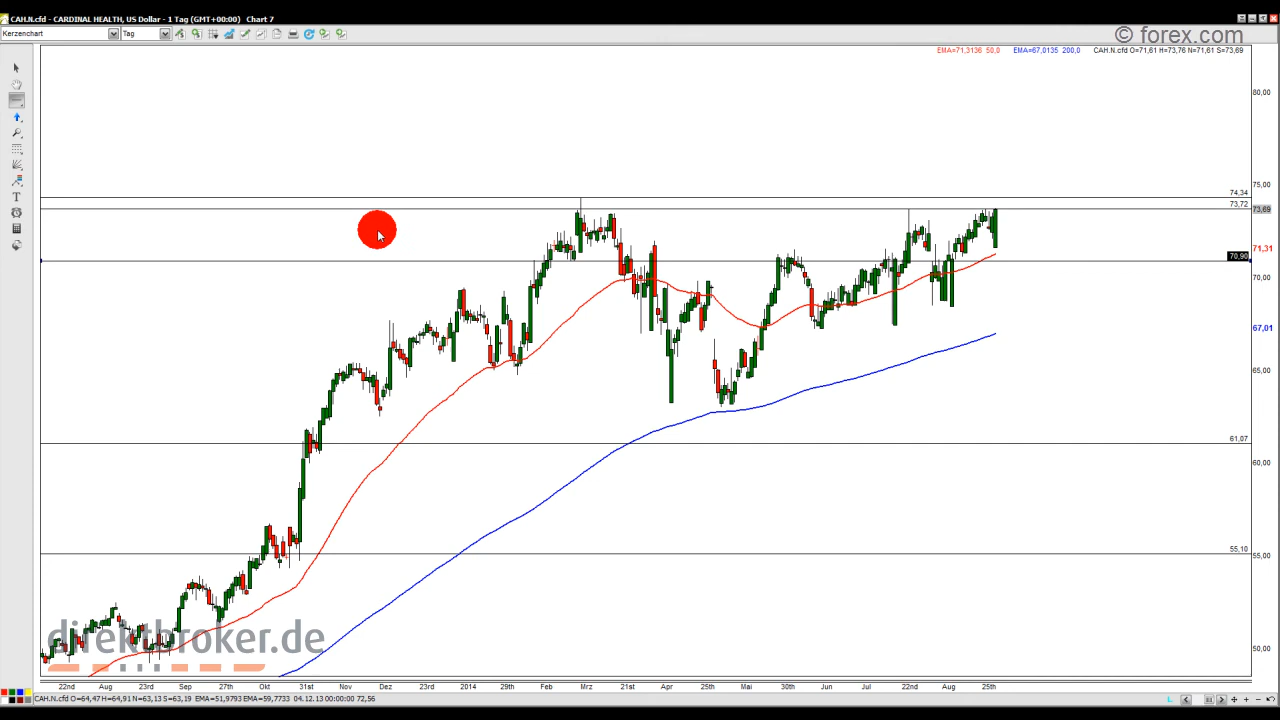 CAH.N.cfd - CARDINAL HEALTH, US Dollar - 1 Tag (GMT+00:00) Chart 7
Kerzenchart Tag
© forex.com
EMA=71,3136 50,0 EMA=67,0135 200,0 CAH.N.cfd O=71,61 H=73,76 N=71,61 S=73,69
80,00
75,00
74,34
73,72
73,69
71,31
70,90
70,00
67,01
65,00
61,07
60,00
55,10
55,00
50,00
direktbroker.de
22nd Aug 23rd Sep 27th Okt 31st Nov Dez 23rd 2014 29th Feb Mrz 21st Apr 25th Mai 30th Jun Jul 22nd Aug 25th
CAH.N.cfd O=64,47 H=64,91 N=63,13 S=63,19 EMA=51,9793 EMA=59,7733 04.12.13 00:00:00 72,56